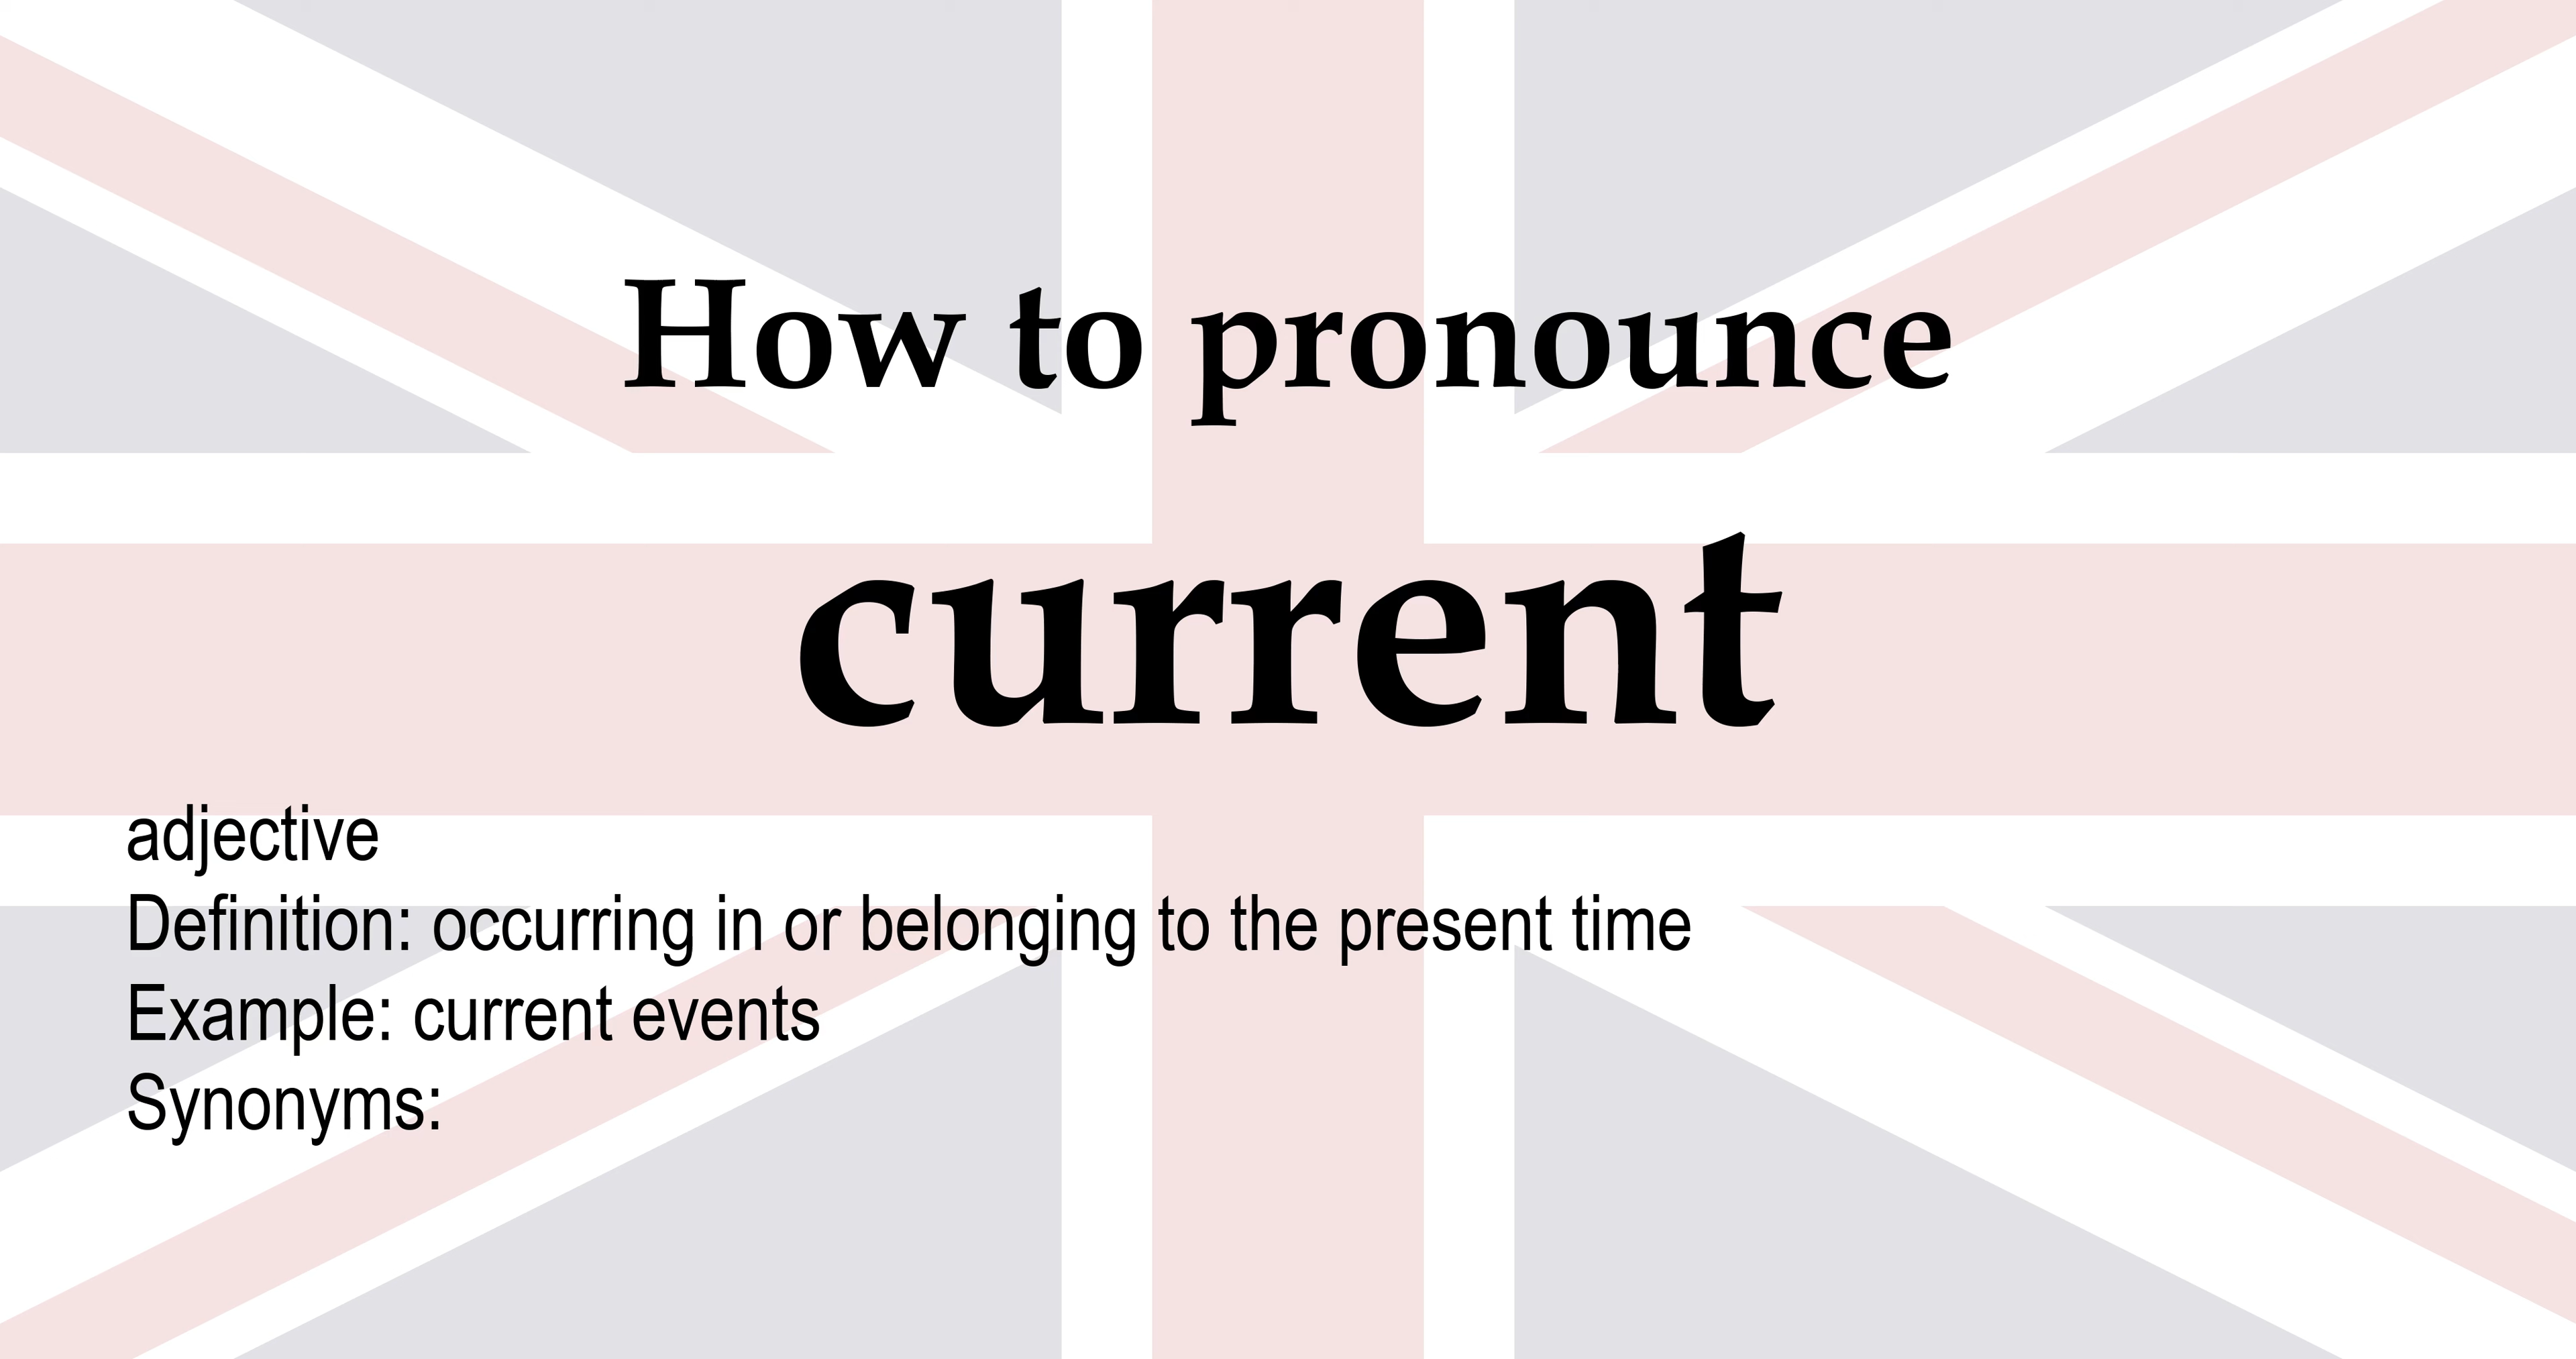 How to pronounce
current
adjective
Definition: occurring in or belonging to the present time
Example: current events
Synonyms: